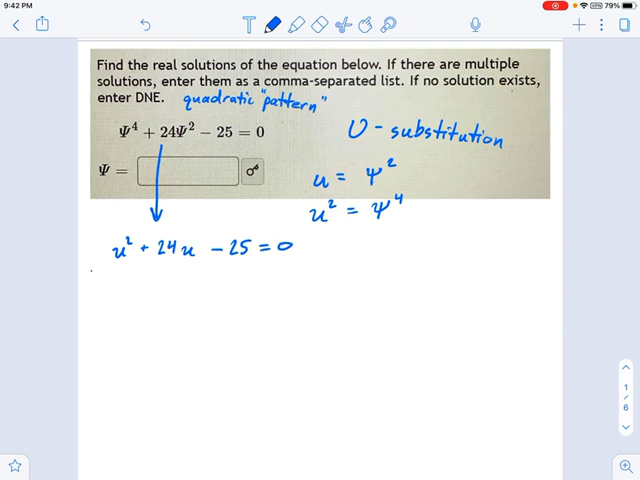 9:42 PM
VPN 79%
T
Find the real solutions of the equation below. If there are multiple
solutions, enter them as a comma-separated list. If no solution exists,
enter DNE. quadratic "pattern"
Ψ⁴ + 24Ψ² − 25 = 0
U - substitution
Ψ =
u = Ψ²
u² = Ψ⁴
u² + 24u - 25 = 0
1
/
6